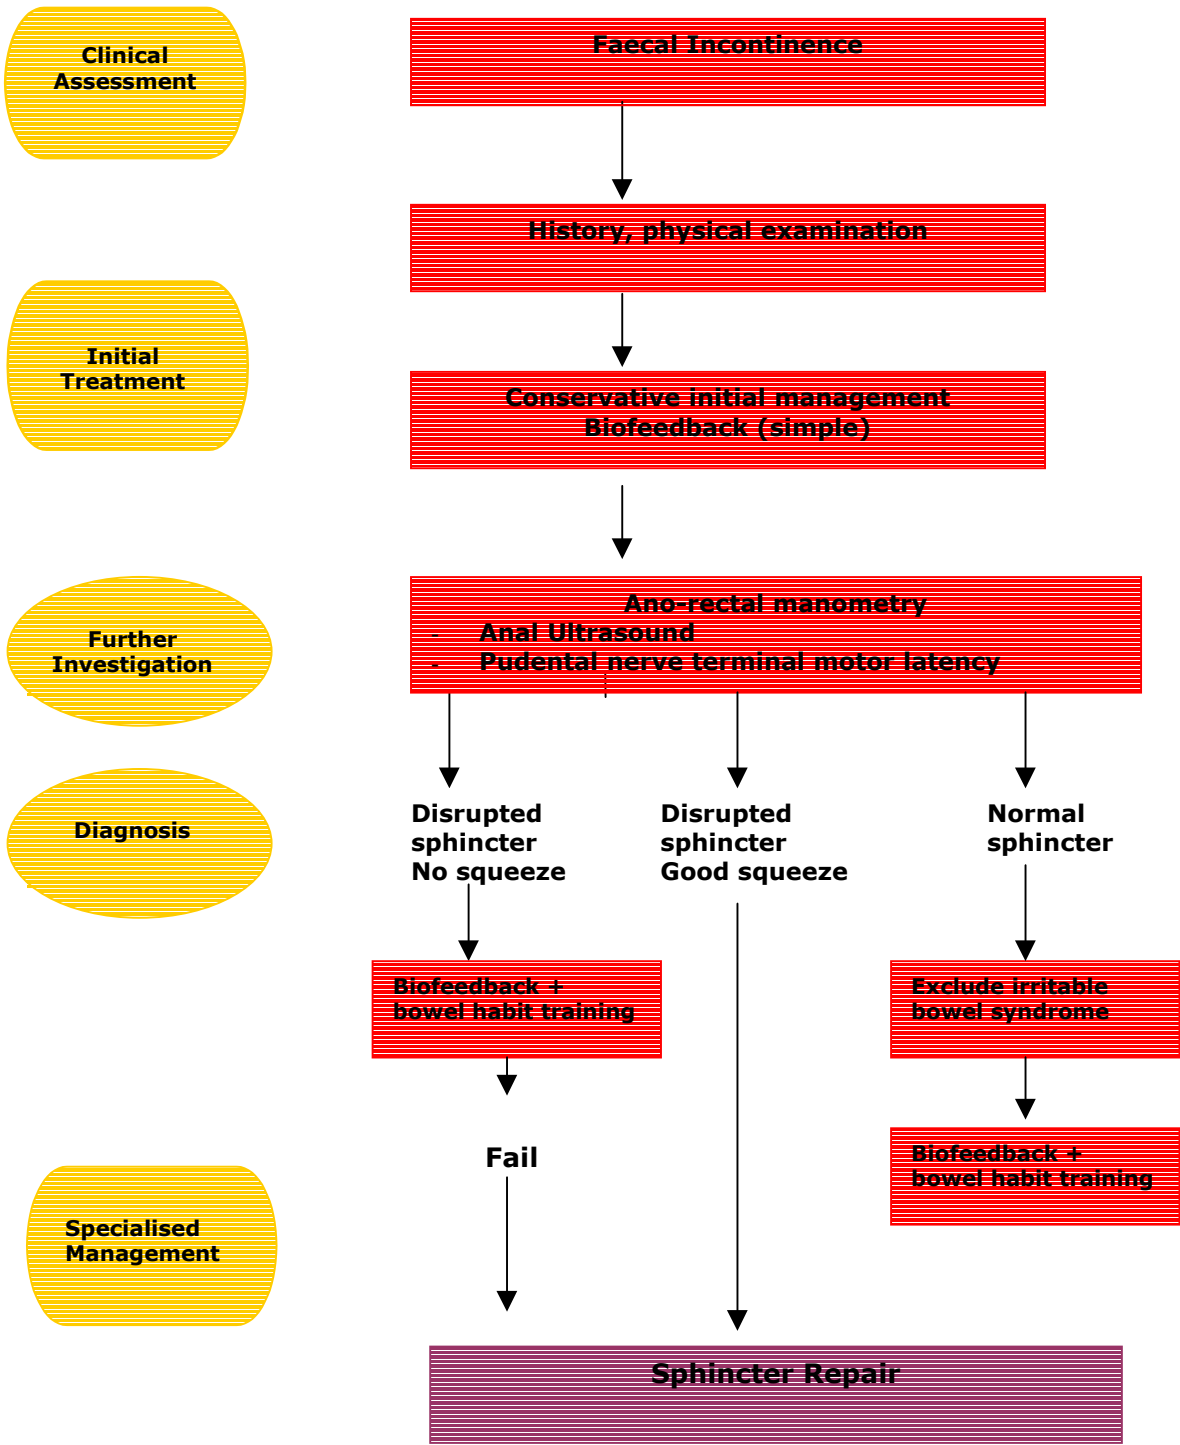 Clinical
Assessment
Faecal Incontinence
History, physical examination
Initial
Treatment
Conservative initial management
Biofeedback (simple)
Further
Investigation
Ano-rectal manometry
- Anal Ultrasound
- Pudental nerve terminal motor latency
Diagnosis
Disrupted
sphincter
No squeeze
Disrupted
sphincter
Good squeeze
Normal
sphincter
Biofeedback +
bowel habit training
Exclude irritable
bowel syndrome
Fail
Biofeedback +
bowel habit training
Specialised
Management
Sphincter Repair